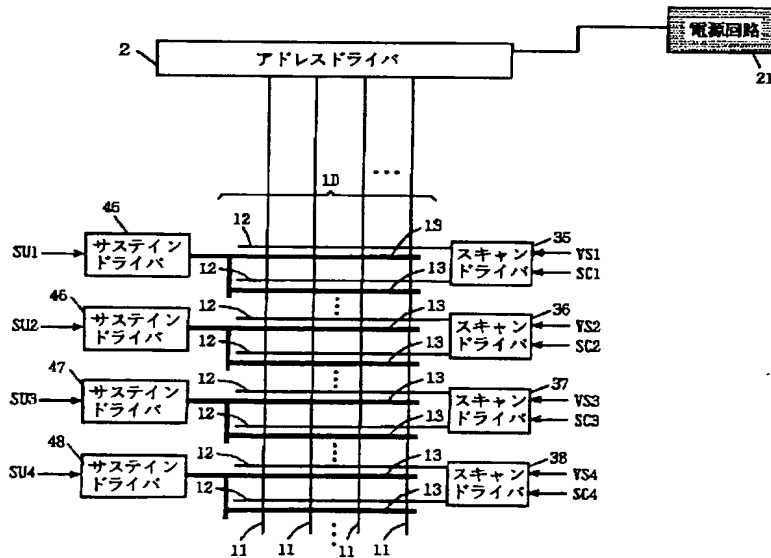 電源回路
2
アドレスドライバ
21
1D
45
12
13
35
SU1
サステイン
ドライバ
スキャン
ドライバ
VS1
SC1
12
13
46
12
13
36
SU2
サステイン
ドライバ
スキャン
ドライバ
VS2
SC2
12
13
47
12
13
37
SU3
サステイン
ドライバ
スキャン
ドライバ
VS3
SC3
12
13
48
12
13
38
SU4
サステイン
ドライバ
スキャン
ドライバ
VS4
SC4
12
13
11
11
11
11